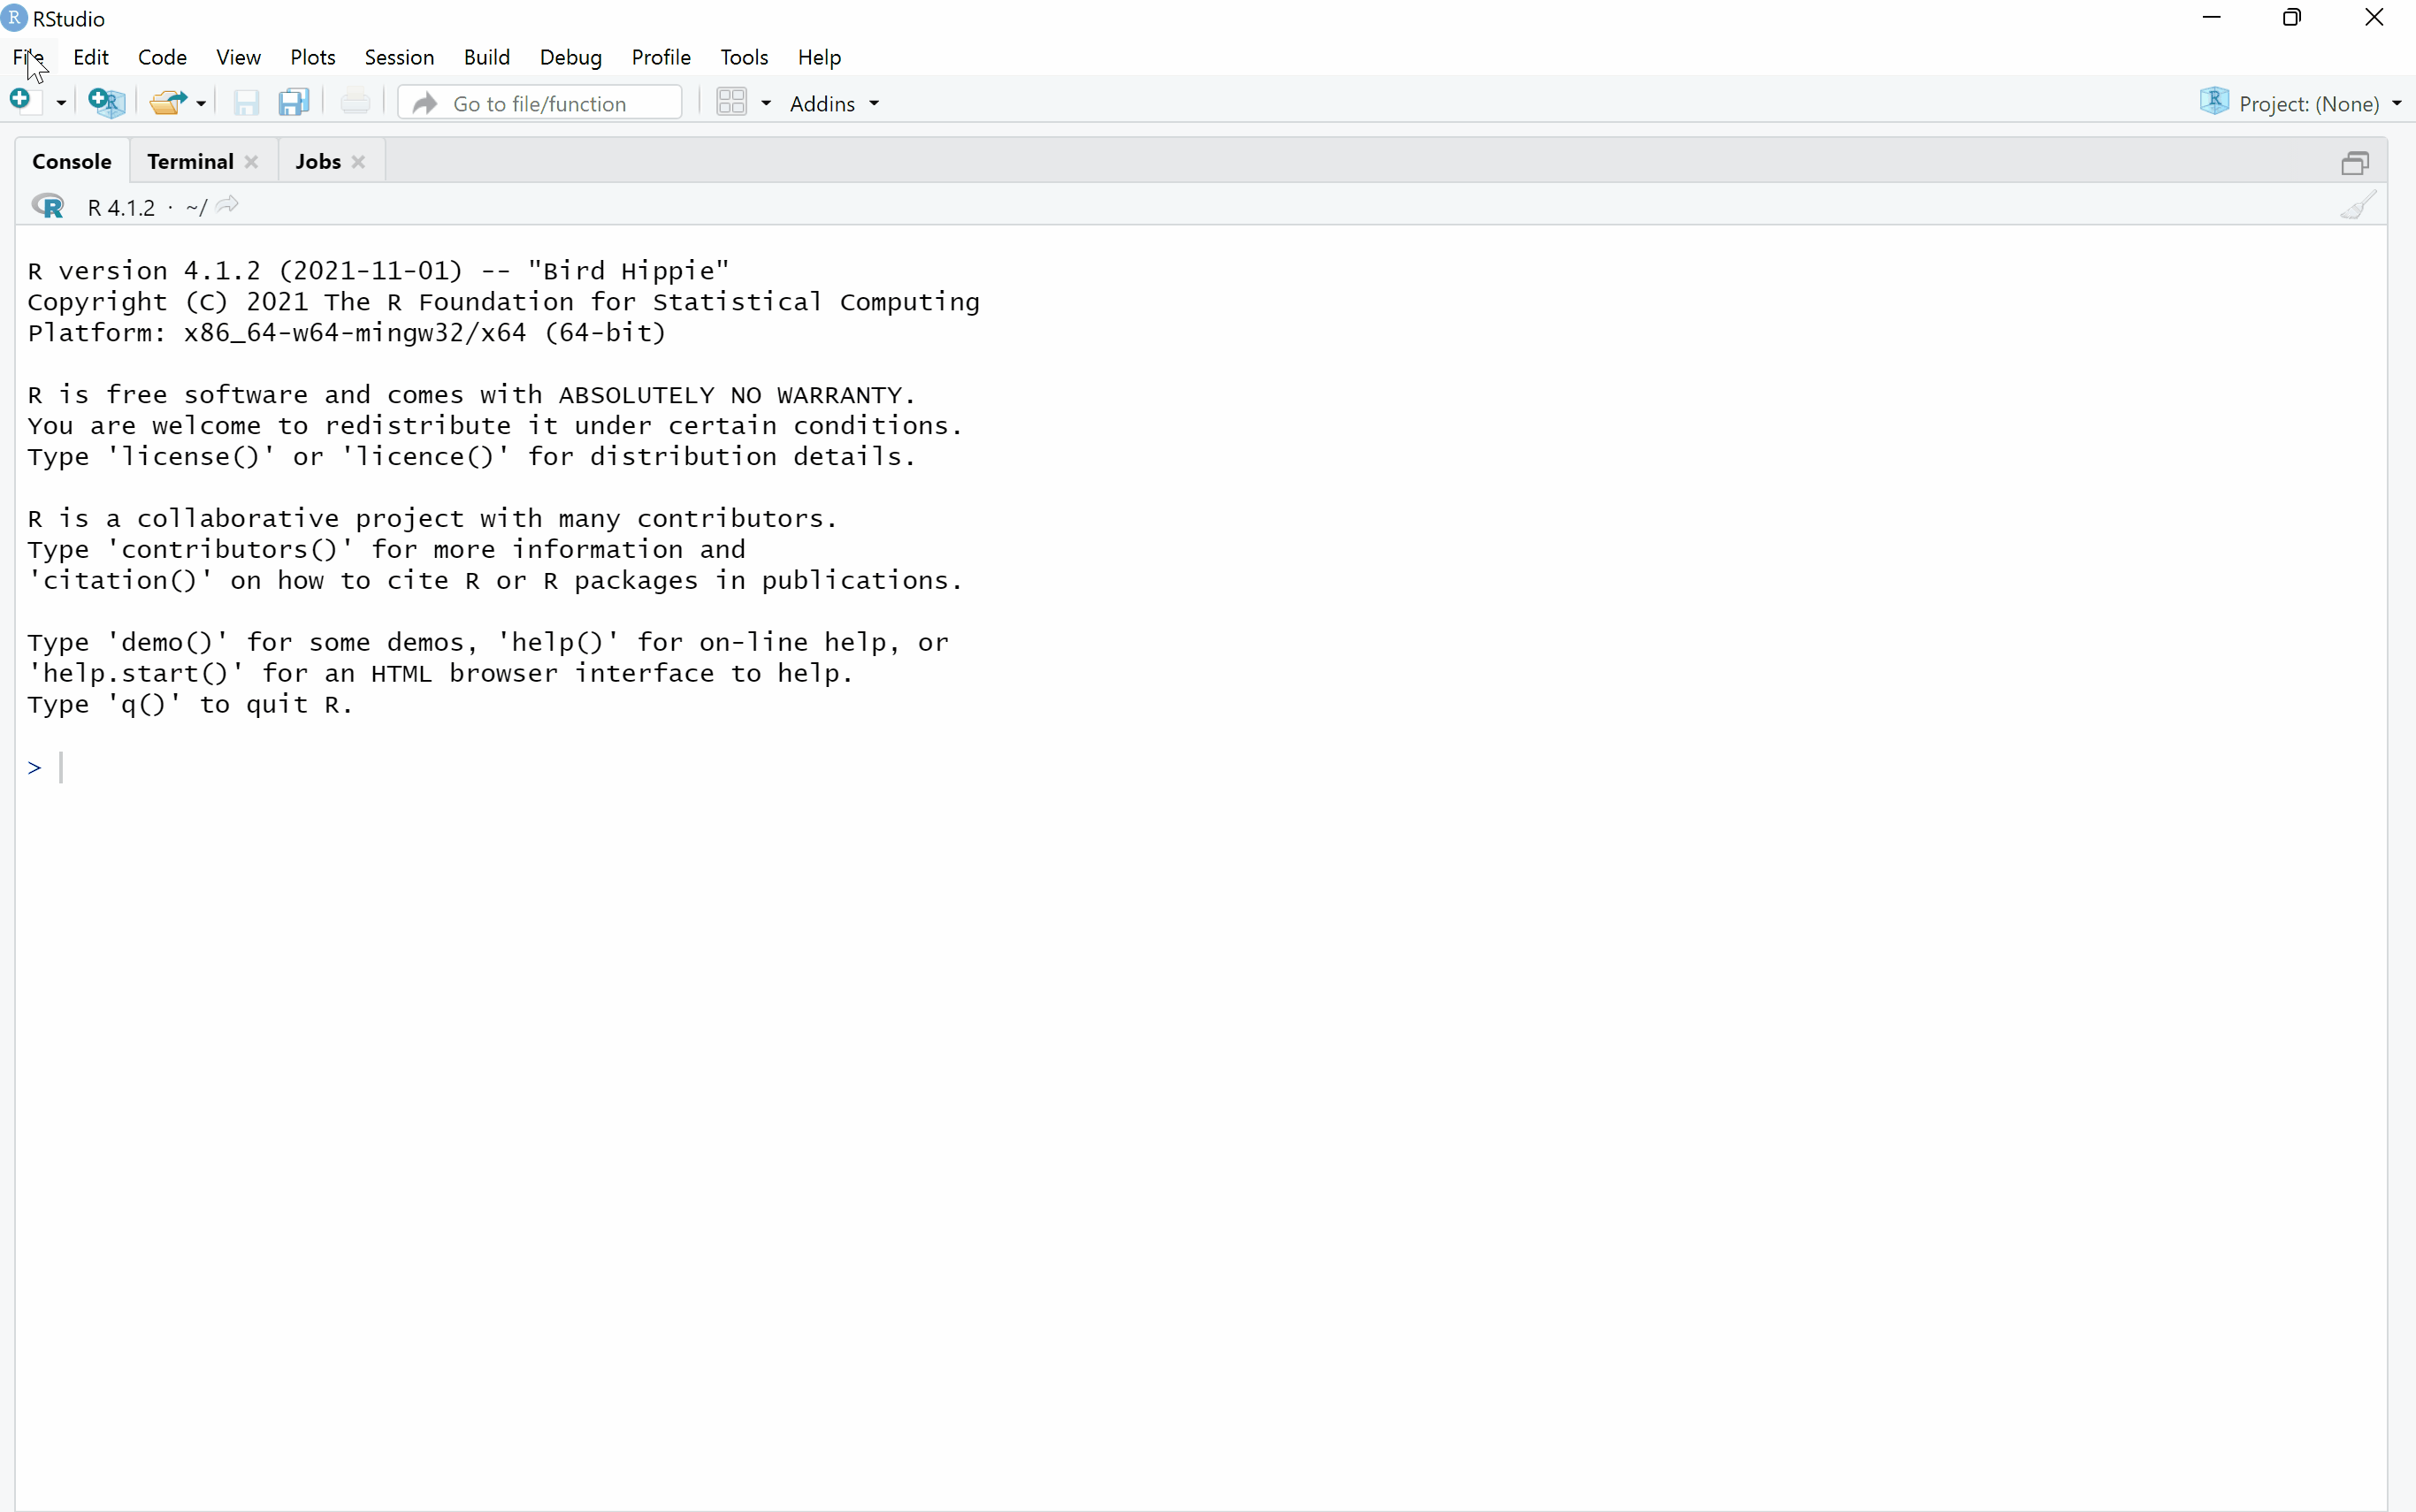 RStudio
File Edit Code View Plots Session Build Debug Profile Tools Help
Go to file/function Addins R Project: (None)
Console Terminal Jobs
R R 4.1.2 · ~/
R version 4.1.2 (2021-11-01) -- "Bird Hippie"
Copyright (C) 2021 The R Foundation for Statistical Computing
Platform: x86_64-w64-mingw32/x64 (64-bit)
R is free software and comes with ABSOLUTELY NO WARRANTY.
You are welcome to redistribute it under certain conditions.
Type 'license()' or 'licence()' for distribution details.
R is a collaborative project with many contributors.
Type 'contributors()' for more information and
'citation()' on how to cite R or R packages in publications.
Type 'demo()' for some demos, 'help()' for on-line help, or
'help.start()' for an HTML browser interface to help.
Type 'q()' to quit R.
>